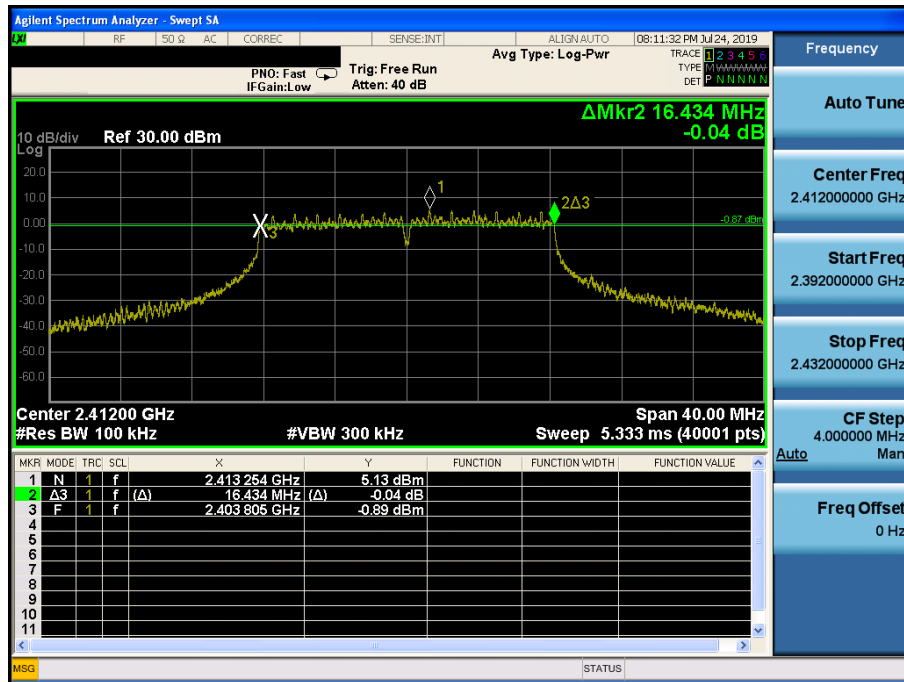 Agilent Spectrum Analyzer - Swept SA
LXI RF 50 Ω AC CORREC SENSE:INT ALIGN AUTO 08:11:32 PM Jul 24, 2019
PNO: Fast
IFGain:Low
Trig: Free Run
Atten: 40 dB
Avg Type: Log-Pwr
TRACE 1 2 3 4 5 6
TYPE M W W W W W
DET P N N N N N
ΔMkr2 16.434 MHz
-0.04 dB
10 dB/div Ref 30.00 dBm
Log
20.0
10.0
0.00
-10.0
-20.0
-30.0
-40.0
-50.0
-60.0
1
2Δ3
3
-0.87 dBm
Center 2.41200 GHz Span 40.00 MHz
#Res BW 100 kHz #VBW 300 kHz Sweep 5.333 ms (40001 pts)
MKR MODE TRC SCL X Y FUNCTION FUNCTION WIDTH FUNCTION VALUE
1 N 1 f 2.413 254 GHz 5.13 dBm
2 Δ3 1 f (Δ) 16.434 MHz (Δ) -0.04 dB
3 F 1 f 2.403 805 GHz -0.89 dBm
4
5
6
7
8
9
10
11
MSG STATUS
Frequency
Auto Tune
Center Freq
2.412000000 GHz
Start Freq
2.392000000 GHz
Stop Freq
2.432000000 GHz
CF Step
4.000000 MHz
Auto Man
Freq Offset
0 Hz